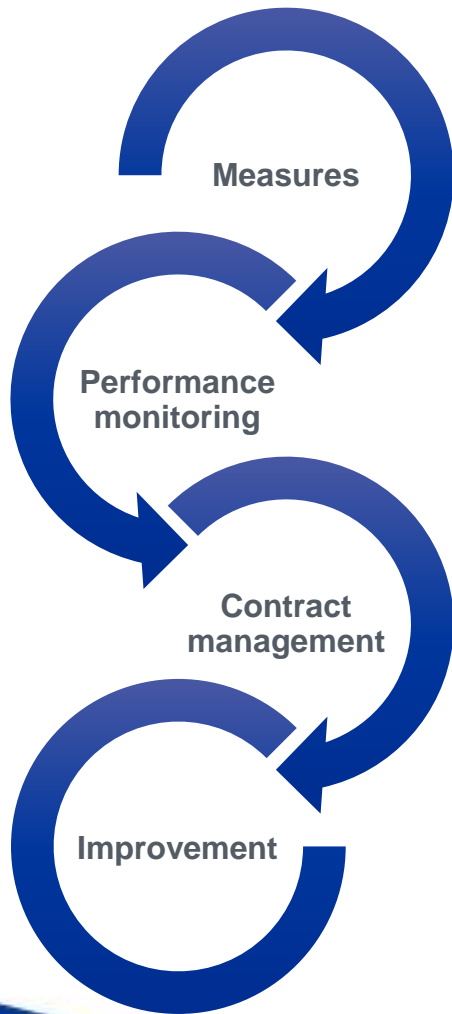 Measures
Performance
monitoring
Contract
management
Improvement